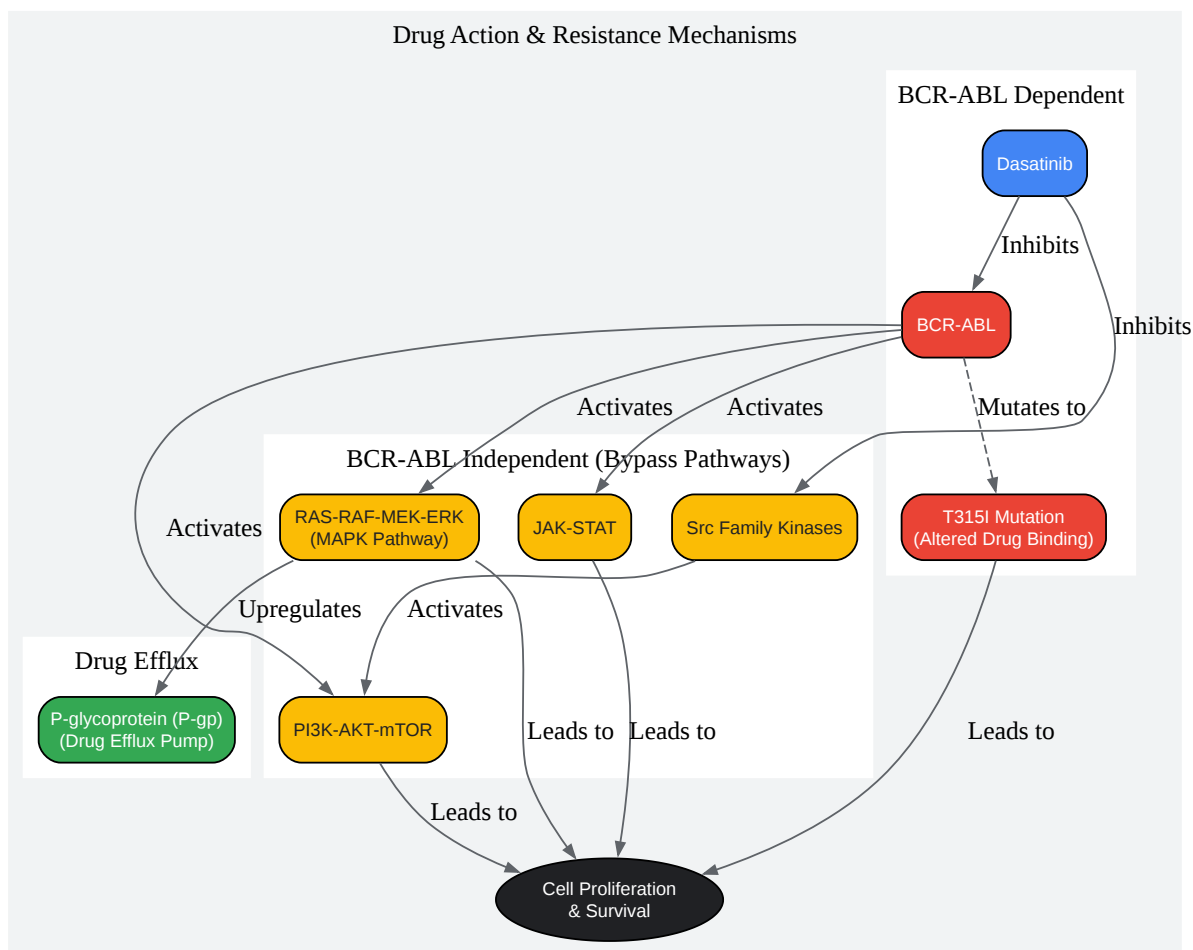 Drug Action & Resistance Mechanisms
BCR-ABL Dependent
Dasatinib
Inhibits
BCR-ABL
Inhibits
Activates
Activates
Mutates to
BCR-ABL Independent (Bypass Pathways)
RAS-RAF-MEK-ERK
(MAPK Pathway)
JAK-STAT
Src Family Kinases
T315I Mutation
(Altered Drug Binding)
Activates
Upregulates
Activates
Drug Efflux
P-glycoprotein (P-gp)
(Drug Efflux Pump)
PI3K-AKT-mTOR
Leads to
Leads to
Leads to
Leads to
Cell Proliferation
& Survival